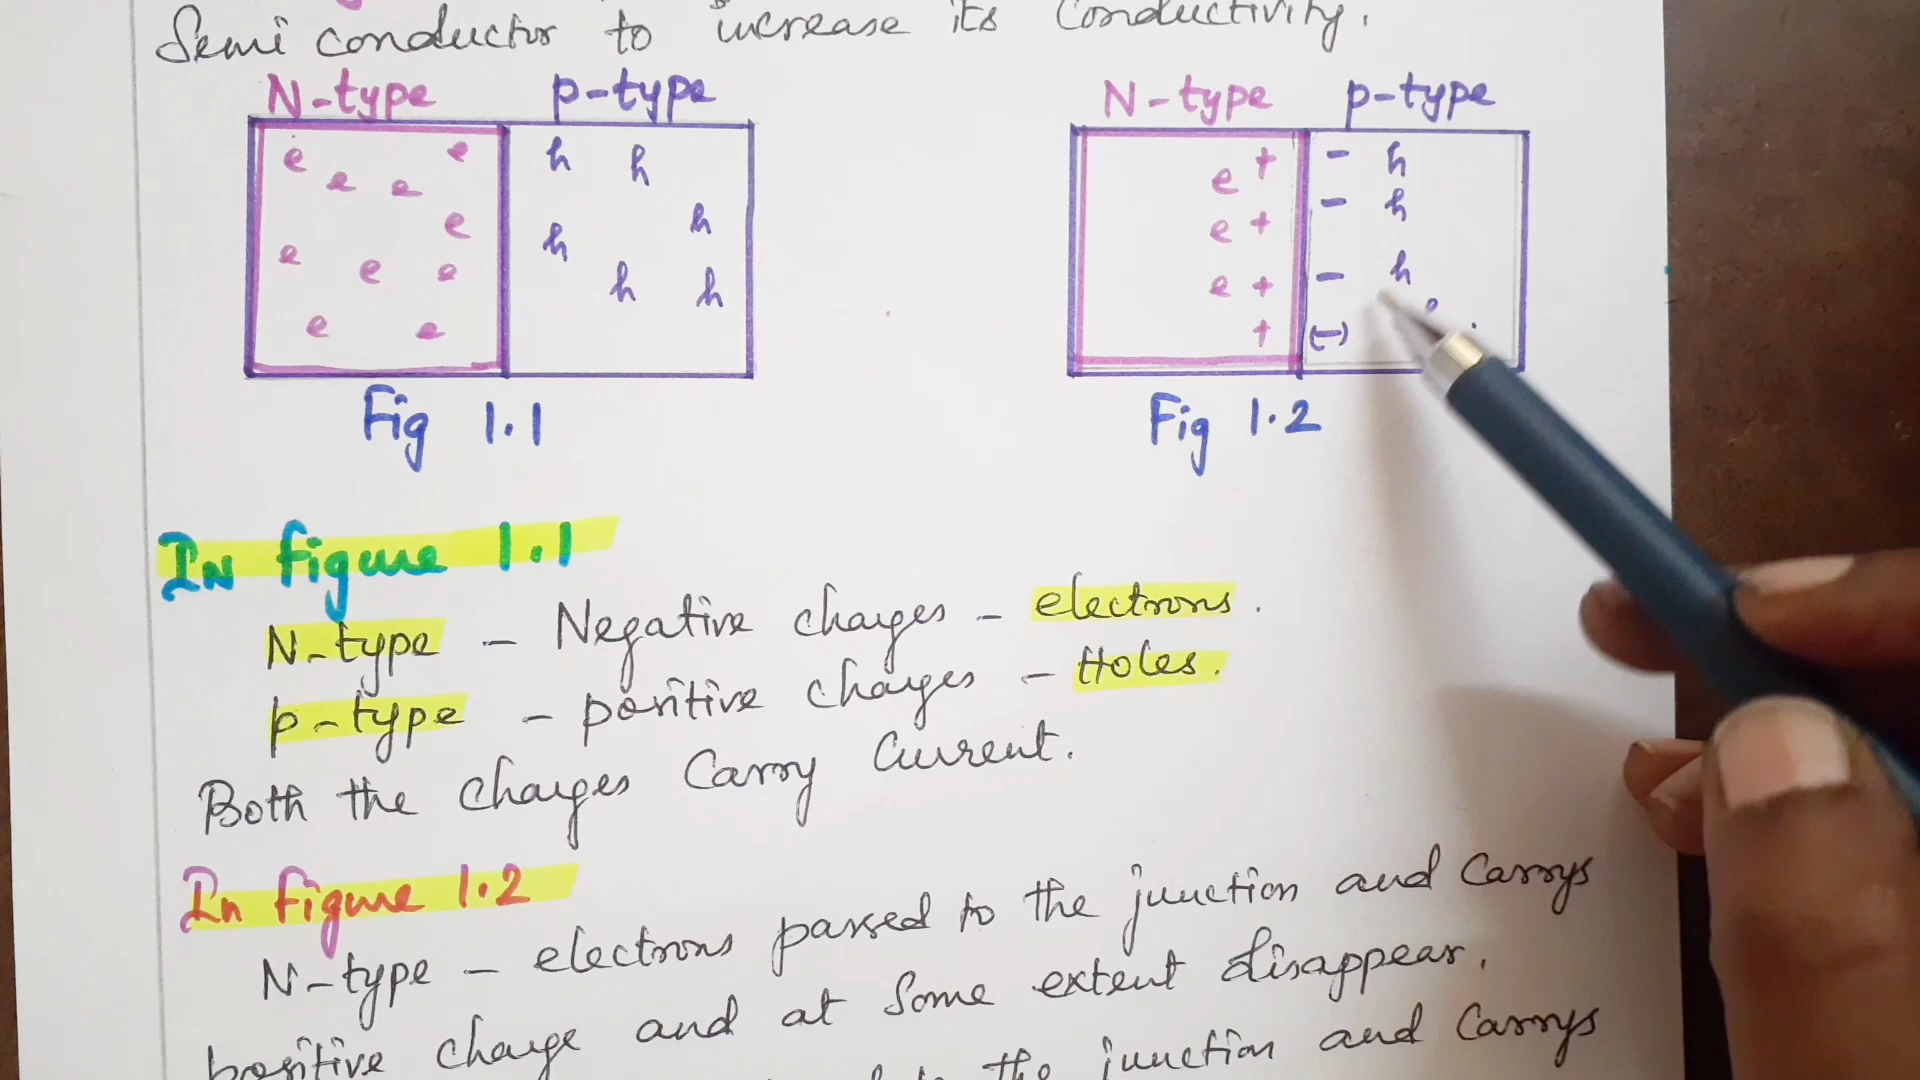 Semi conductor to increase its Conductivity.
N-type p-type
e e e e h h
e h h
e e e h h
e e
Fig 1.1
N-type p-type
e + - h
e + - h
e + - h
+ (-)
Fig 1.2
In figure 1.1
N-type - Negative charges - electrons.
p-type - positive charges - Holes.
Both the charges Carry Current.
In figure 1.2
N-type - electrons passed to the junction and Carrys
positive charge and at some extent disappear.
to the junction and Carrys